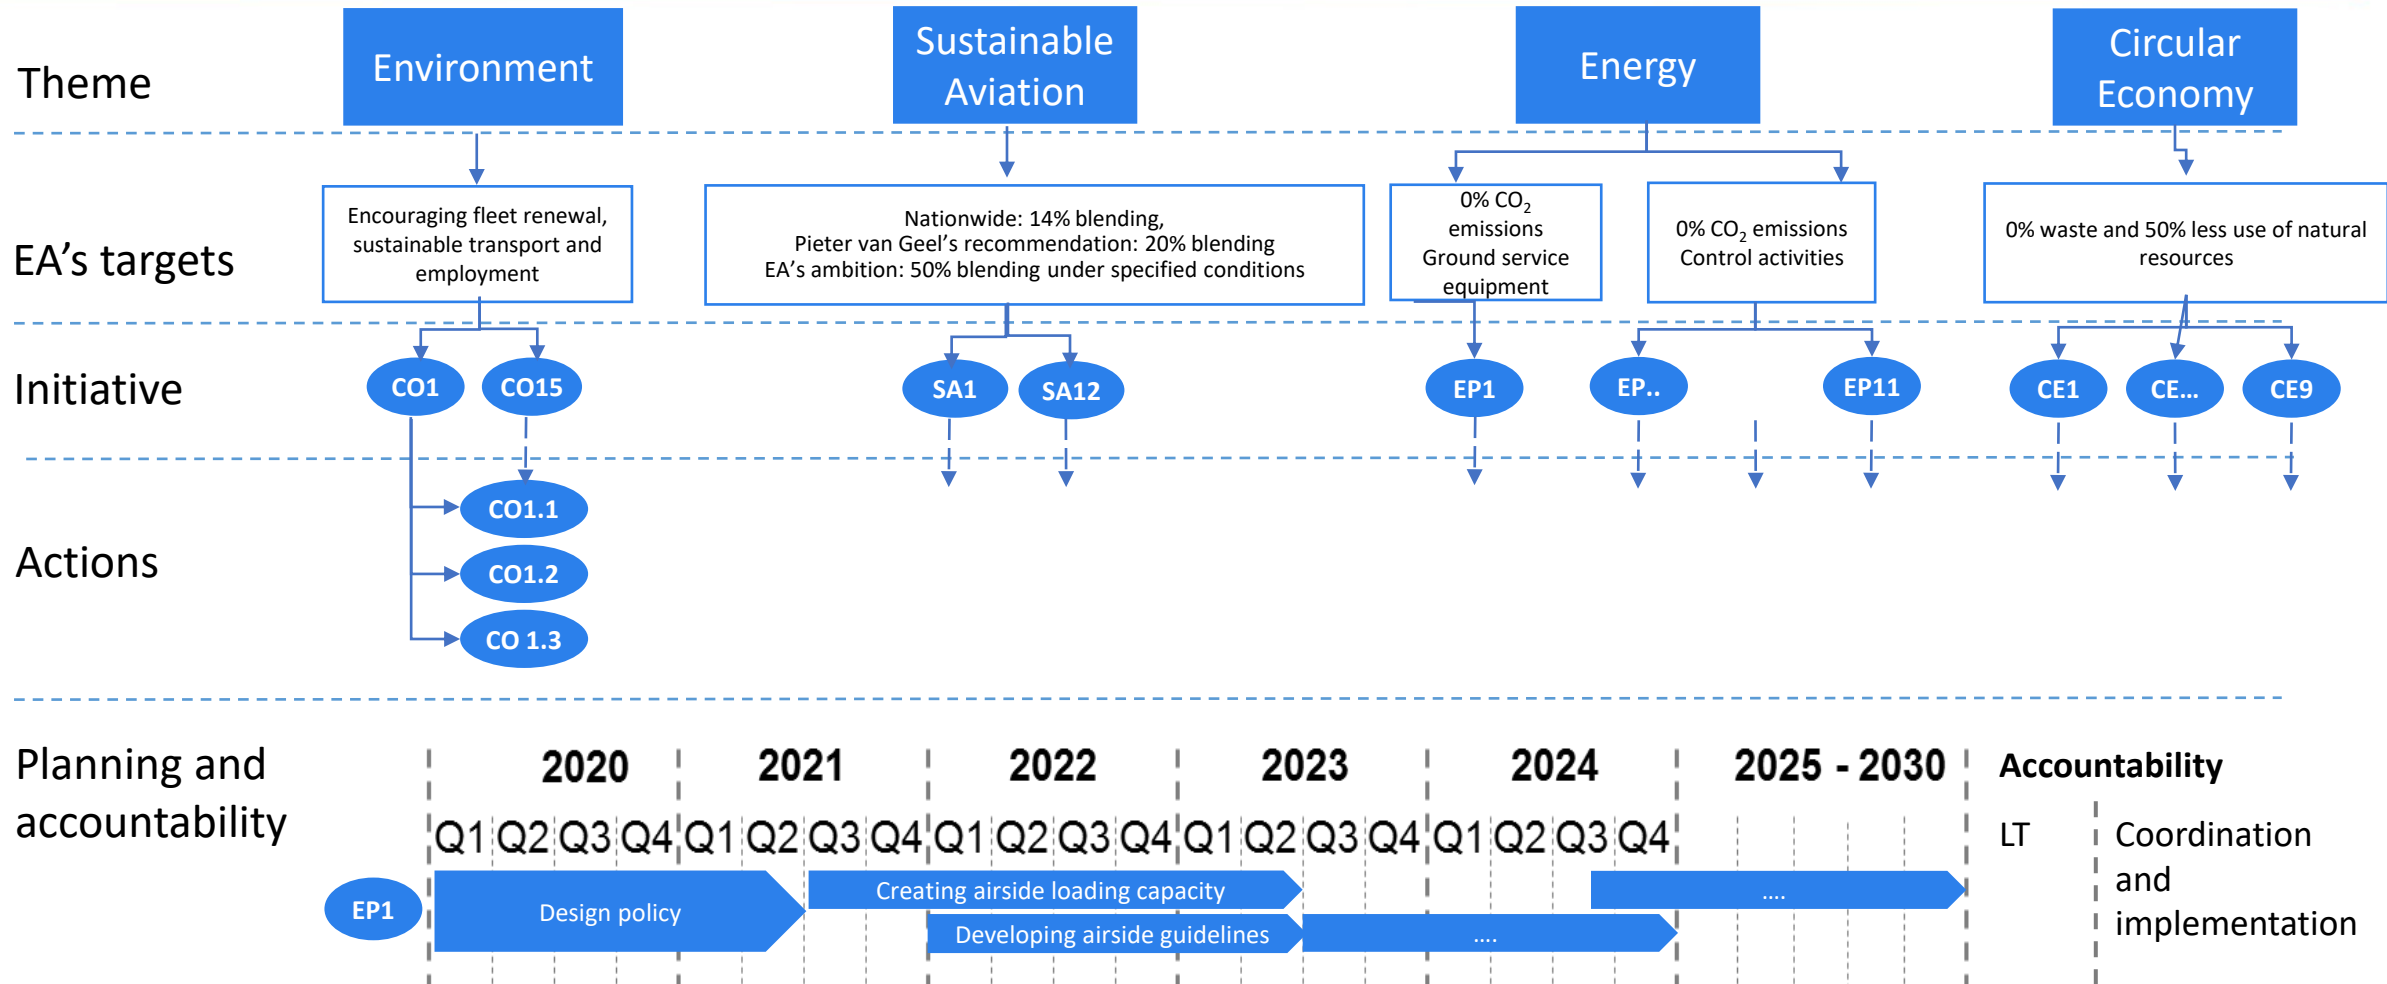 Theme
Environment
Sustainable
Aviation
Energy
Circular
Economy
EA’s targets
Encouraging fleet renewal,
sustainable transport and
employment
Nationwide: 14% blending,
Pieter van Geel’s recommendation: 20% blending
EA’s ambition: 50% blending under specified conditions
0% CO₂
emissions
Ground service
equipment
0% CO₂ emissions
Control activities
0% waste and 50% less use of natural
resources
Initiative
CO1
CO15
SA1
SA12
EP1
EP..
EP11
CE1
CE...
CE9
Actions
CO1.1
CO1.2
CO 1.3
Planning and
accountability
2020
2021
2022
2023
2024
2025 - 2030
Accountability
Q1 Q2 Q3 Q4 Q1 Q2 Q3 Q4 Q1 Q2 Q3 Q4 Q1 Q2 Q3 Q4 Q1 Q2 Q3 Q4
LT
Coordination
and
implementation
EP1
Design policy
Creating airside loading capacity
....
Developing airside guidelines
....